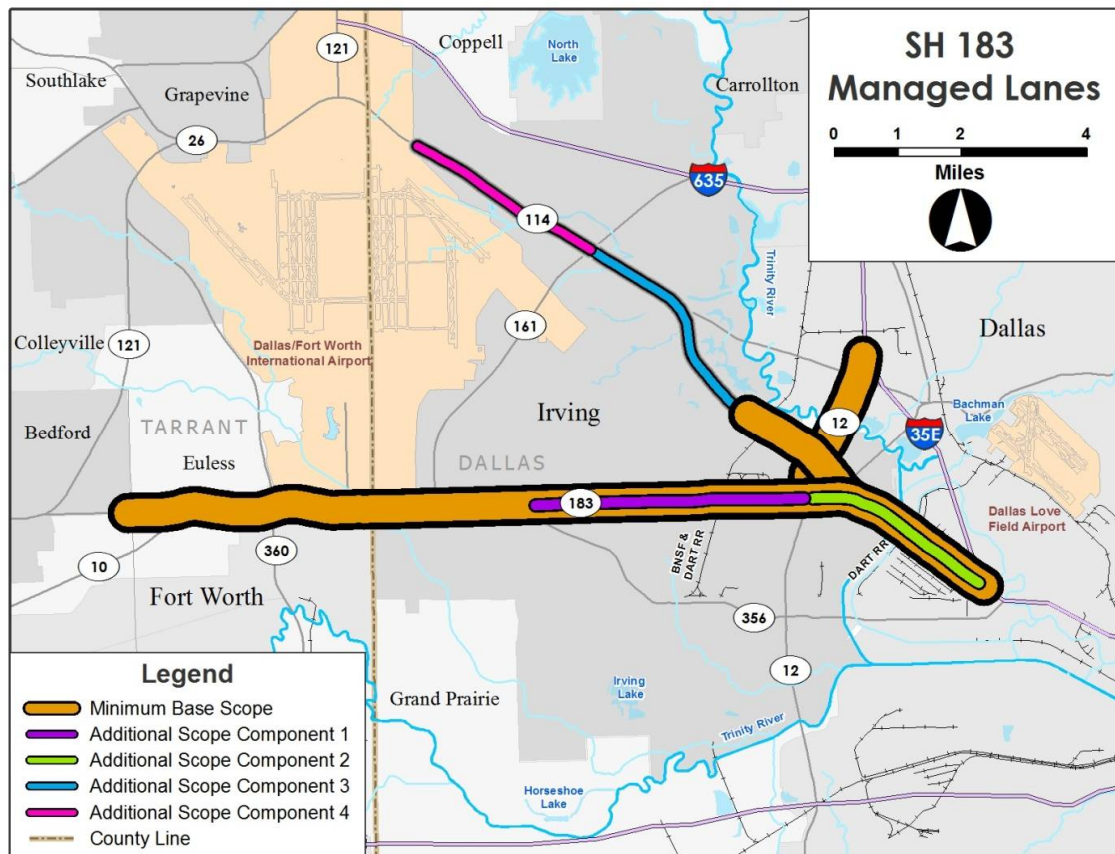 SH 183
Managed Lanes
0 1 2 4
Miles
Southlake
Grapevine
121
Coppell
North
Lake
Carrollton
26
635
114
Trinity
River
Dallas
Colleyville
121
Dallas/Fort Worth
International Airport
161
Bedford
TARRANT
Euless
Irving
DALLAS
12
Bachman
Lake
35E
183
Dallas Love
Field Airport
BNSF &
DART RR
DART RR
10
360
Fort Worth
356
12
Grand Prairie
Irving
Lake
Trinity River
Horseshoe
Lake
Legend
Minimum Base Scope
Additional Scope Component 1
Additional Scope Component 2
Additional Scope Component 3
Additional Scope Component 4
County Line